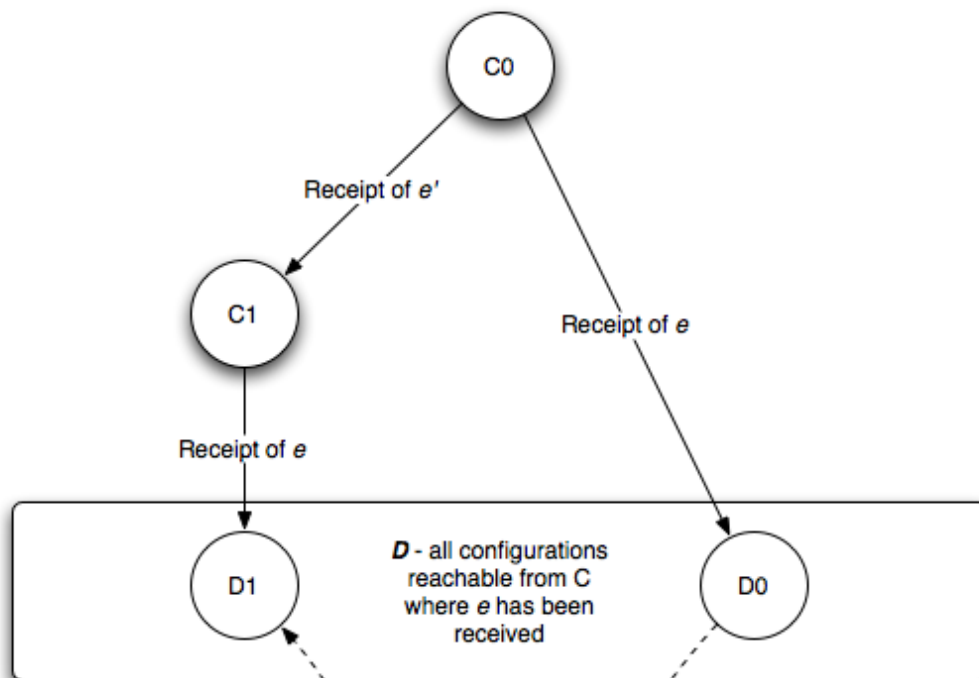 C0
Receipt of e'
C1
Receipt of e
Receipt of e
D1
D - all configurations
reachable from C
where e has been
received
D0